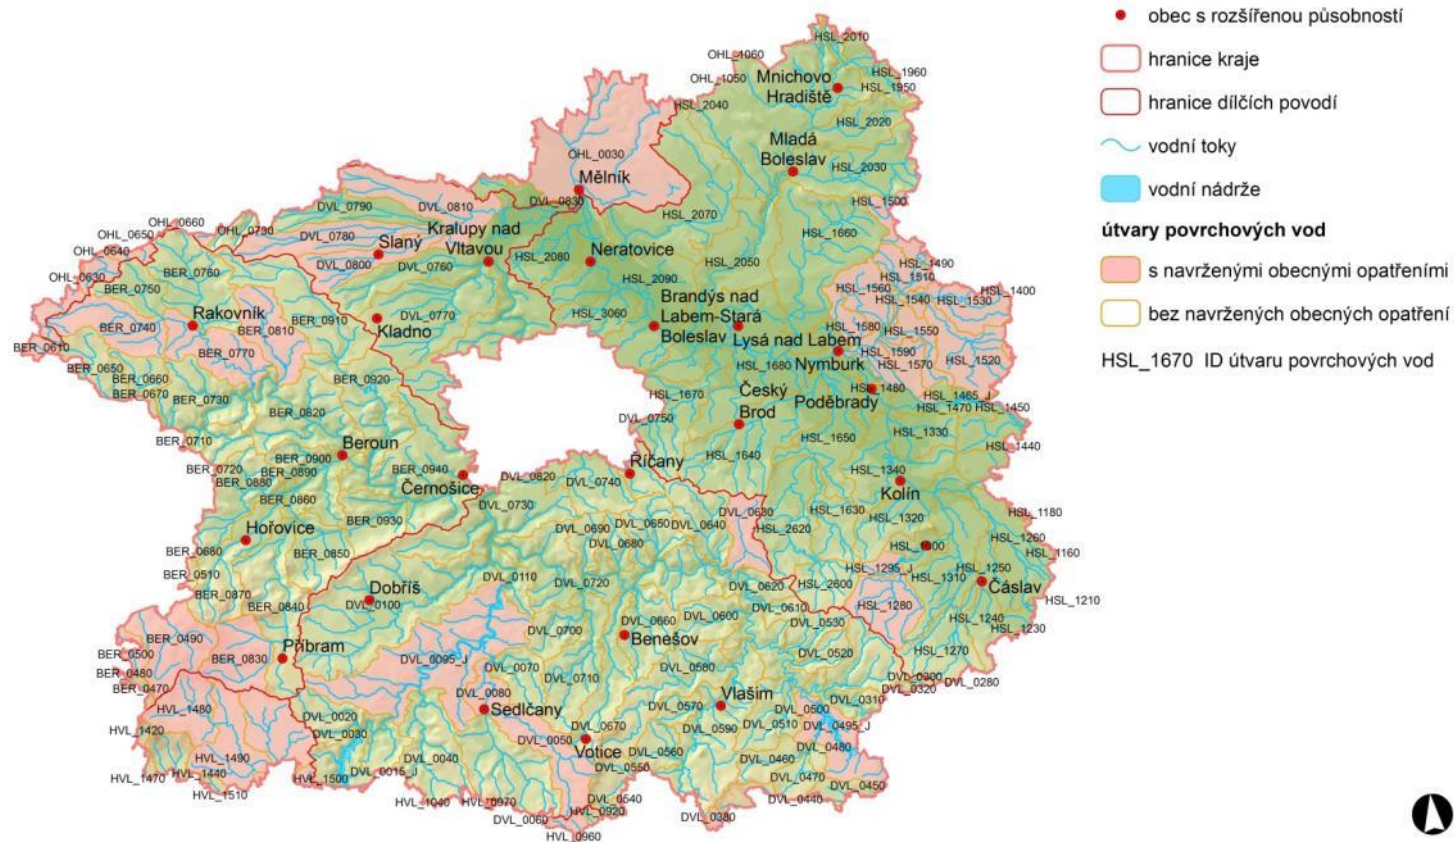 HSL_2010
OHL_1060
Mnichovo
Hradiště
HSL_1960
HSL_1950
OHL_1050
HSL_2040
HSL_2020
Mladá
Boleslav
HSL_2030
OHL_0030
Mělník
HSL_1500
DVL_0790
DVL_0810
DVL_0830
HSL_2070
HSL_1660
OHL_0660
OHL_0730
OHL_0650
OHL_0640
OHL_0630
DVL_0780
Slaný
Kralupy nad
Vltavou
DVL_0800
DVL_0760
HSL_2080
Neratovice
HSL_2050
HSL_2090
HSL_1490
HSL_1510
HSL_1560
HSL_1540
HSL_1530
HSL_1400
BER_0760
BER_0750
Rakovník
BER_0740
BER_0810
BER_0910
BER_0770
BER_0610
BER_0650
BER_0660
BER_0670
BER_0730
Kladno
DVL_0770
HSL_3060
Brandýs nad
Labem-Stará
Boleslav
Lysá nad Labem
HSL_1580
HSL_1550
HSL_1590
HSL_1570
HSL_1520
Nymburk
HSL_1680
HSL_1670
Český
Brod
Poděbrady
HSL_1480
HSL_1465_J
HSL_1470
HSL_1450
HSL_1330
HSL_1440
BER_0920
BER_0820
BER_0710
Beroun
BER_0900
BER_0890
BER_0720
BER_0880
BER_0860
BER_0940
Černošice
BER_0930
DVL_0750
Říčany
HSL_1650
HSL_1640
HSL_1340
Kolín
DVL_0820
DVL_0740
DVL_0730
HSL_1630
HSL_1320
HSL_1180
HSL_1260
HSL_1160
DVL_0630
HSL_2620
DVL_0690
DVL_0650
DVL_0640
DVL_0680
Hořovice
BER_0850
BER_0680
BER_0510
BER_0870
BER_0840
HSL_1295_J
HSL_1310
HSL_1250
Čáslav
HSL_1210
HSL_1230
HSL_1240
HSL_1280
HSL_1270
HSL_2600
Dobříš
DVL_0100
DVL_0110
DVL_0720
DVL_0620
DVL_0610
DVL_0600
DVL_0530
DVL_0660
Benešov
DVL_0700
DVL_0520
DVL_0580
BER_0490
BER_0500
BER_0480
BER_0470
BER_0830
Příbram
DVL_0095_J
DVL_0070
DVL_0710
DVL_0080
Sedlčany
Vlašim
DVL_0570
DVL_0590
DVL_0500
DVL_0510
DVL_0495_J
DVL_0310
DVL_0300
DVL_0320
DVL_0280
HVL_1480
HVL_1420
HVL_1490
HVL_1440
HVL_1470
HVL_1510
HVL_1500
DVL_0020
DVL_0030
DVL_0015_J
DVL_0040
DVL_0050
DVL_0670
Votice
DVL_0560
DVL_0550
DVL_0540
DVL_0480
DVL_0460
DVL_0470
DVL_0450
DVL_0440
DVL_0380
HVL_1040
HVL_0970
DVL_0060
HVL_0920
HVL_0960
obec s rozšířenou působností
hranice kraje
hranice dílčích povodí
vodní toky
vodní nádrže
útvary povrchových vod
s navrženými obecnými opatřeními
bez navržených obecných opatření
HSL_1670 ID útvaru povrchových vod